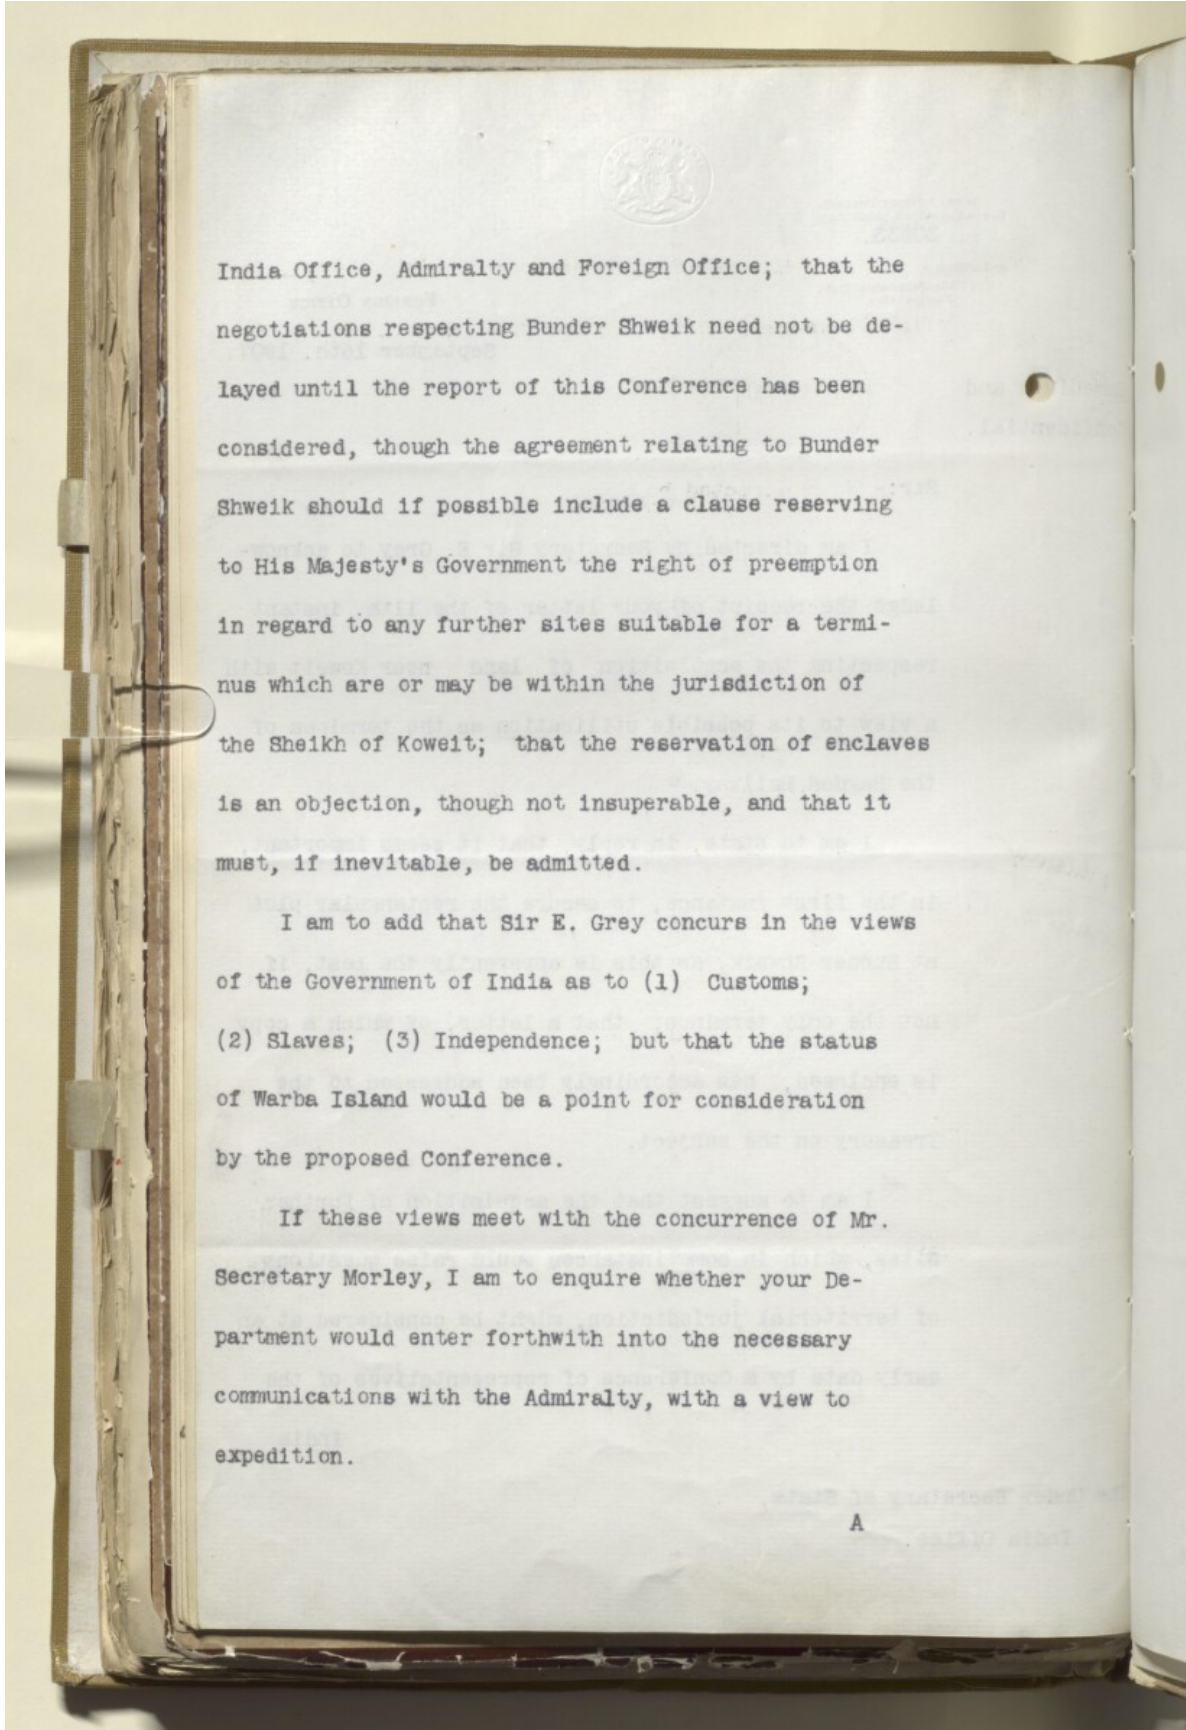 India Office, Admiralty and Foreign Office; that the
negotiations respecting Bunder Shweik need not be de-
layed until the report of this Conference has been
considered, though the agreement relating to Bunder
Shweik should if possible include a clause reserving
to His Majesty's Government the right of preemption
in regard to any further sites suitable for a termi-
nus which are or may be within the jurisdiction of
the Sheikh of Koweit; that the reservation of enclaves
is an objection, though not insuperable, and that it
must, if inevitable, be admitted.
I am to add that Sir E. Grey concurs in the views
of the Government of India as to (1) Customs;
(2) Slaves; (3) Independence; but that the status
of Warba Island would be a point for consideration
by the proposed Conference.
If these views meet with the concurrence of Mr.
Secretary Morley, I am to enquire whether your De-
partment would enter forthwith into the necessary
communications with the Admiralty, with a view to
expedition.
A